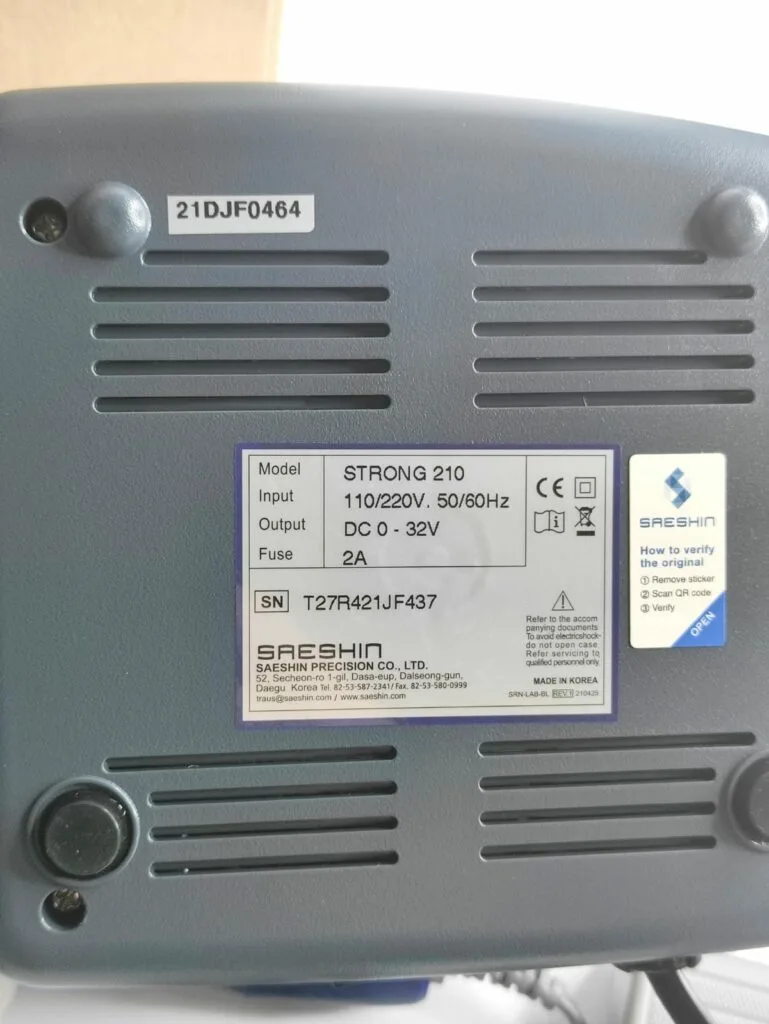 21DJF0464
Model STRONG 210
Input 110/220V. 50/60Hz
Output DC 0 - 32V
Fuse 2A
CE
SN T27R421JF437
SAESHIN
SAESHIN PRECISION CO., LTD.
52, Secheon-ro 1-gil, Dasa-eup, Dalseong-gun,
Daegu Korea Tel. 82-53-587-2341/ Fax. 82-53-580-0999
traus@saeshin.com / www.saeshin.com
Refer to the accom
panying documents
To avoid electricshock-
do not open case.
Refer servicing to
qualified personnel only.
MADE IN KOREA
SRN-LAB-BL REV.1 210429
SAESHIN
How to verify
the original
① Remove sticker
② Scan QR code
③ Verify
OPEN